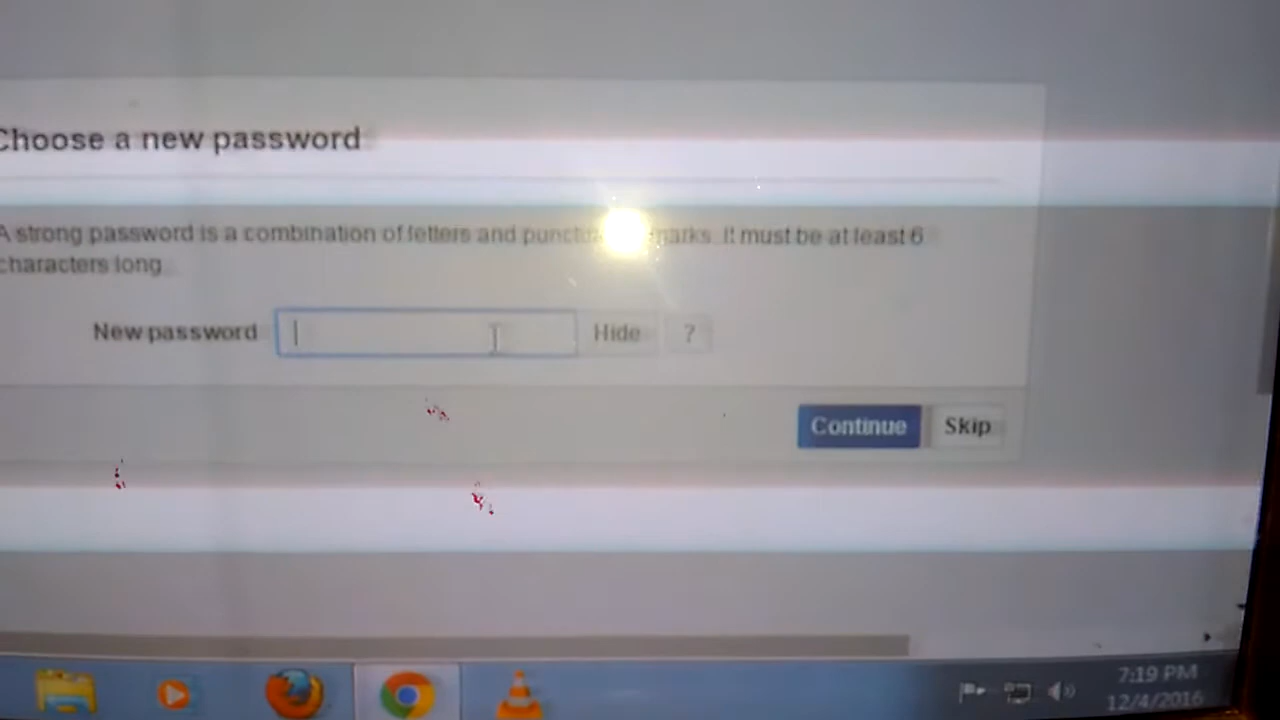 Choose a new password
A strong password is a combination of letters and punctu marks. It must be at least 6
characters long
New password Hide ?
Continue Skip
7:19 PM
12/4/2016